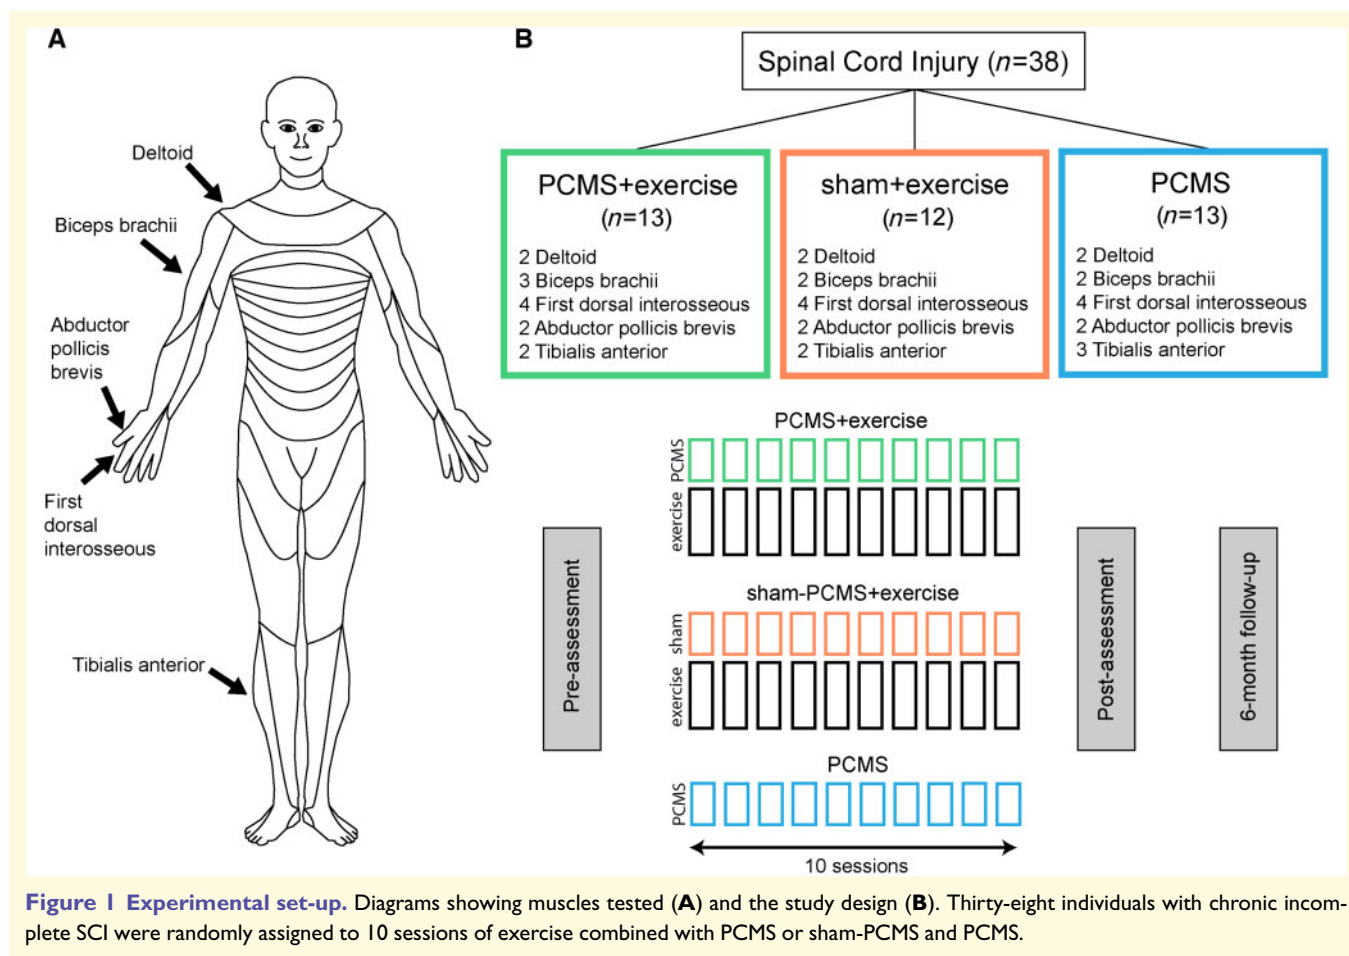 A
Deltoid
Biceps brachii
Abductor
pollicis
brevis
First
dorsal
interosseous
Tibialis anterior
B
Spinal Cord Injury (n=38)
PCMS+exercise
(n=13)
2 Deltoid
3 Biceps brachii
4 First dorsal interosseous
2 Abductor pollicis brevis
2 Tibialis anterior
sham+exercise
(n=12)
2 Deltoid
2 Biceps brachii
4 First dorsal interosseous
2 Abductor pollicis brevis
2 Tibialis anterior
PCMS
(n=13)
2 Deltoid
2 Biceps brachii
4 First dorsal interosseous
2 Abductor pollicis brevis
3 Tibialis anterior
Pre-assessment
PCMS+exercise
PCMS
exercise
sham-PCMS+exercise
sham
exercise
PCMS
PCMS
10 sessions
Post-assessment
6-month follow-up
Figure 1 Experimental set-up. Diagrams showing muscles tested (A) and the study design (B). Thirty-eight individuals with chronic incom-
plete SCI were randomly assigned to 10 sessions of exercise combined with PCMS or sham-PCMS and PCMS.